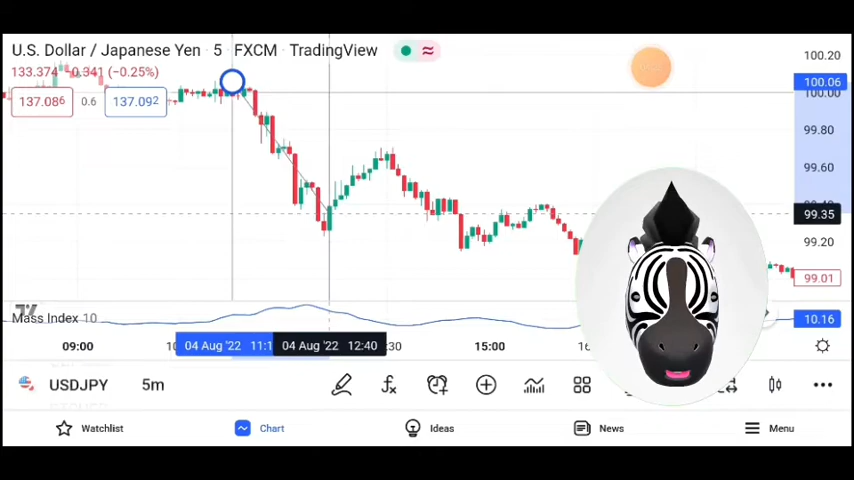 U.S. Dollar / Japanese Yen · 5 · FXCM · TradingView
133.374 -0.341 (-0.25%)
137.086 0.6 137.092
100.20
100.06
100.00
99.80
99.60
99.35
99.20
99.01
Mass Index 10
10.16
09:00
04 Aug '22 11:1
04 Aug '22 12:40
:30
15:00
USDJPY 5m
Watchlist
Chart
Ideas
News
Menu